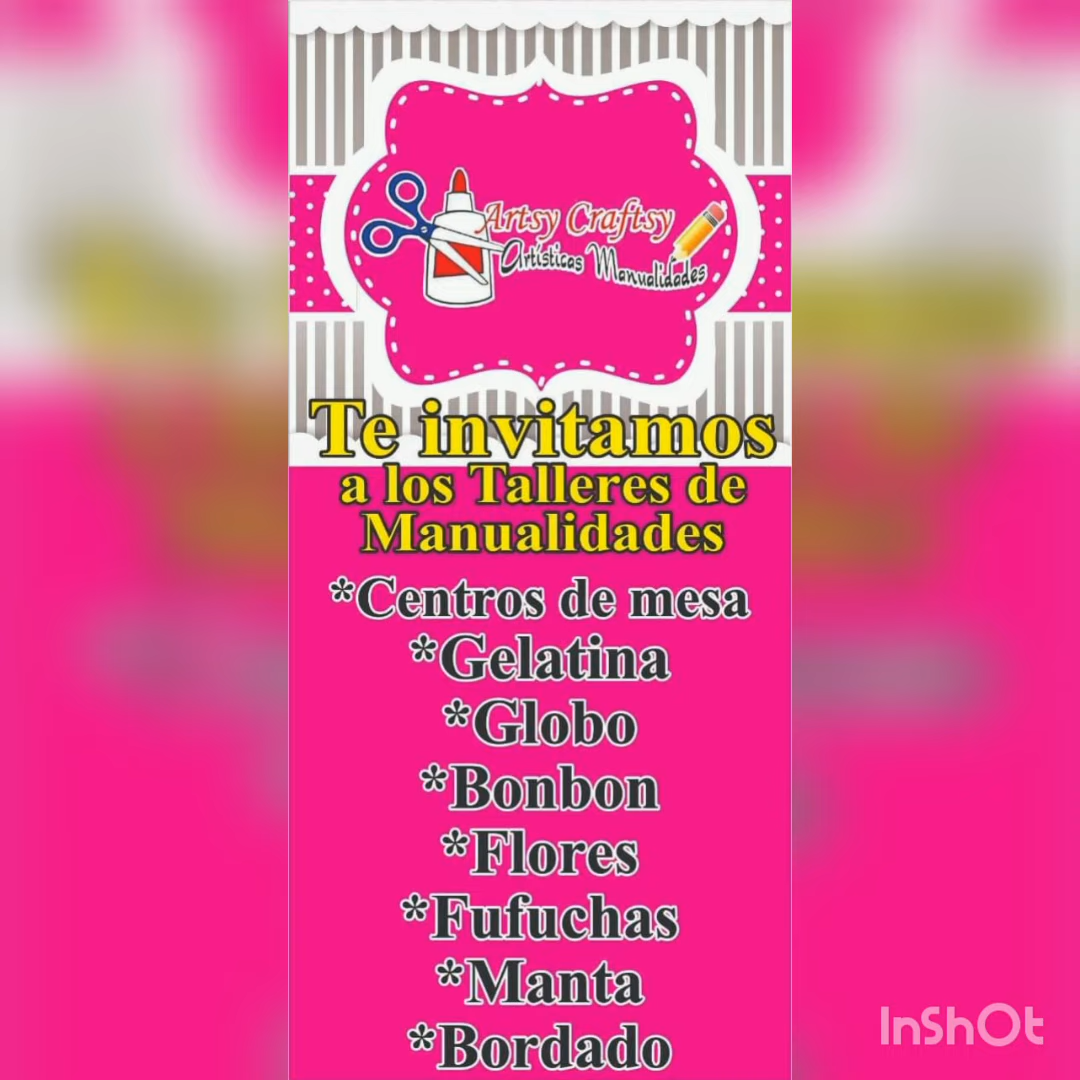 Artsy Craftsy
Artísticas Manualidades
Te invitamos
a los Talleres de
Manualidades
*Centros de mesa
*Gelatina
*Globo
*Bonbon
*Flores
*Fufuchas
*Manta
*Bordado
InShOt